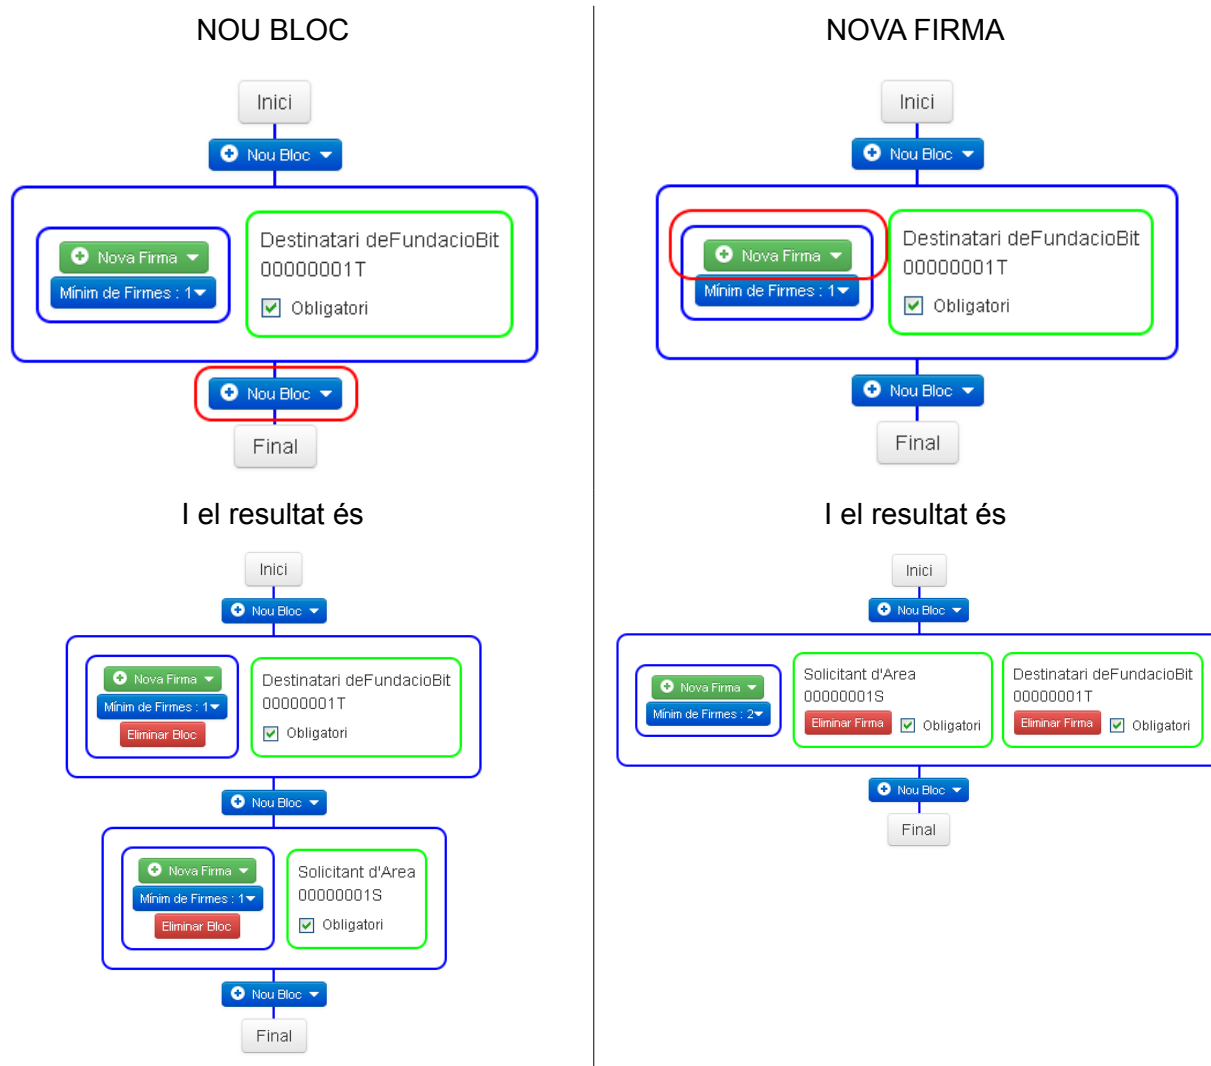 NOU BLOC
Inici
Nou Bloc
Nova Firma
Mínim de Firmes : 1
Destinatari deFundacioBit
00000001T
Obligatori
Nou Bloc
Final
I el resultat és
Inici
Nou Bloc
Nova Firma
Mínim de Firmes : 1
Eliminar Bloc
Destinatari deFundacioBit
00000001T
Obligatori
Nou Bloc
Nova Firma
Mínim de Firmes : 1
Eliminar Bloc
Solicitant d'Area
00000001S
Obligatori
Nou Bloc
Final
NOVA FIRMA
Inici
Nou Bloc
Nova Firma
Mínim de Firmes : 1
Destinatari deFundacioBit
00000001T
Obligatori
Nou Bloc
Final
I el resultat és
Inici
Nou Bloc
Nova Firma
Mínim de Firmes : 2
Solicitant d'Area
00000001S
Eliminar Firma
Obligatori
Destinatari deFundacioBit
00000001T
Eliminar Firma
Obligatori
Nou Bloc
Final